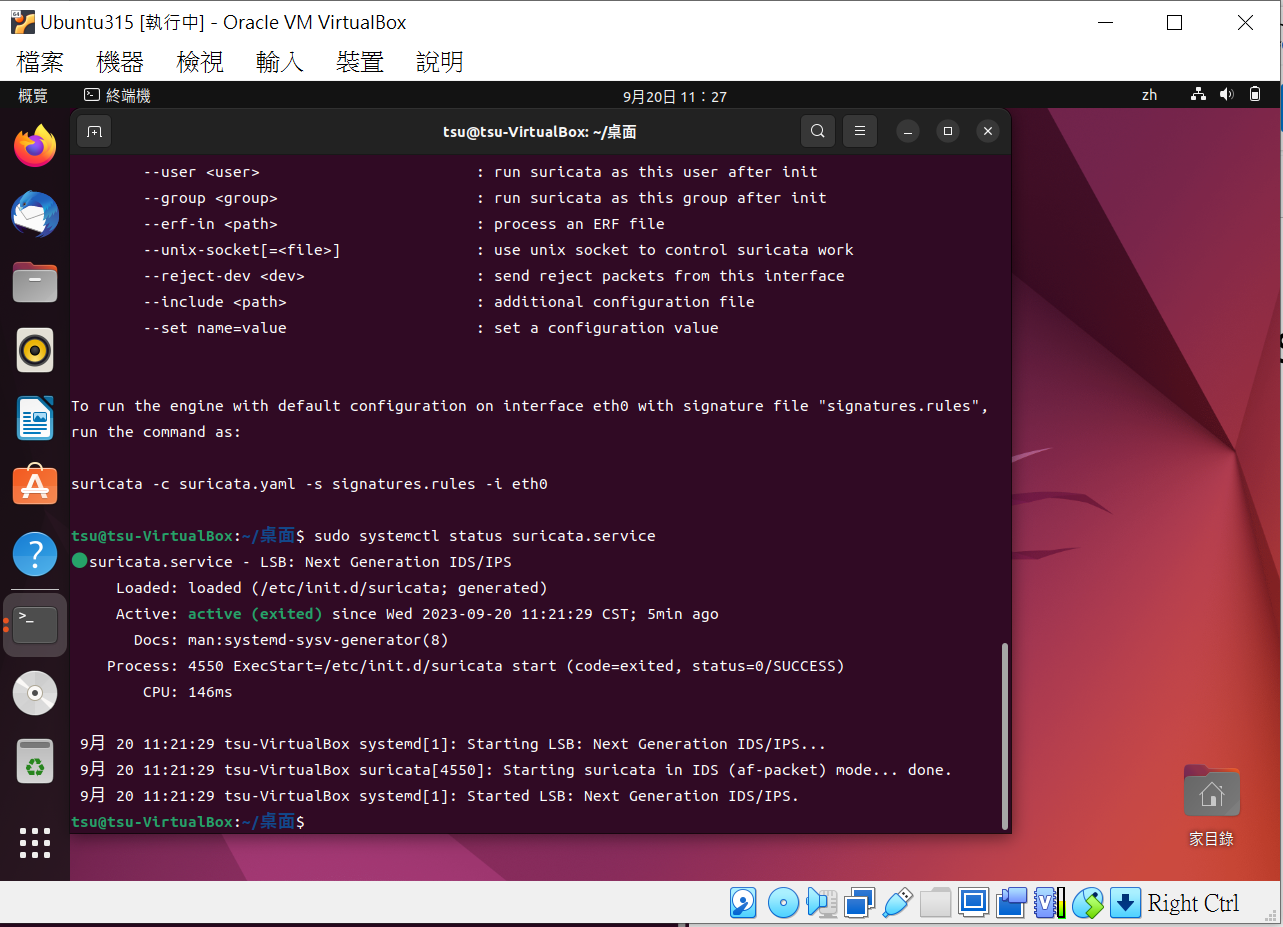 Ubuntu315 [執行中] - Oracle VM VirtualBox
檔案 機器 檢視 輸入 裝置 說明
概覽 終端機 9月20日 11：27 zh
tsu@tsu-VirtualBox: ~/桌面
--user <user> : run suricata as this user after init
--group <group> : run suricata as this group after init
--erf-in <path> : process an ERF file
--unix-socket[=<file>] : use unix socket to control suricata work
--reject-dev <dev> : send reject packets from this interface
--include <path> : additional configuration file
--set name=value : set a configuration value
To run the engine with default configuration on interface eth0 with signature file "signatures.rules",
run the command as:
suricata -c suricata.yaml -s signatures.rules -i eth0
tsu@tsu-VirtualBox:~/桌面$ sudo systemctl status suricata.service
●suricata.service - LSB: Next Generation IDS/IPS
Loaded: loaded (/etc/init.d/suricata; generated)
Active: active (exited) since Wed 2023-09-20 11:21:29 CST; 5min ago
Docs: man:systemd-sysv-generator(8)
Process: 4550 ExecStart=/etc/init.d/suricata start (code=exited, status=0/SUCCESS)
CPU: 146ms
9月 20 11:21:29 tsu-VirtualBox systemd[1]: Starting LSB: Next Generation IDS/IPS...
9月 20 11:21:29 tsu-VirtualBox suricata[4550]: Starting suricata in IDS (af-packet) mode... done.
9月 20 11:21:29 tsu-VirtualBox systemd[1]: Started LSB: Next Generation IDS/IPS.
tsu@tsu-VirtualBox:~/桌面$
家目錄
Right Ctrl